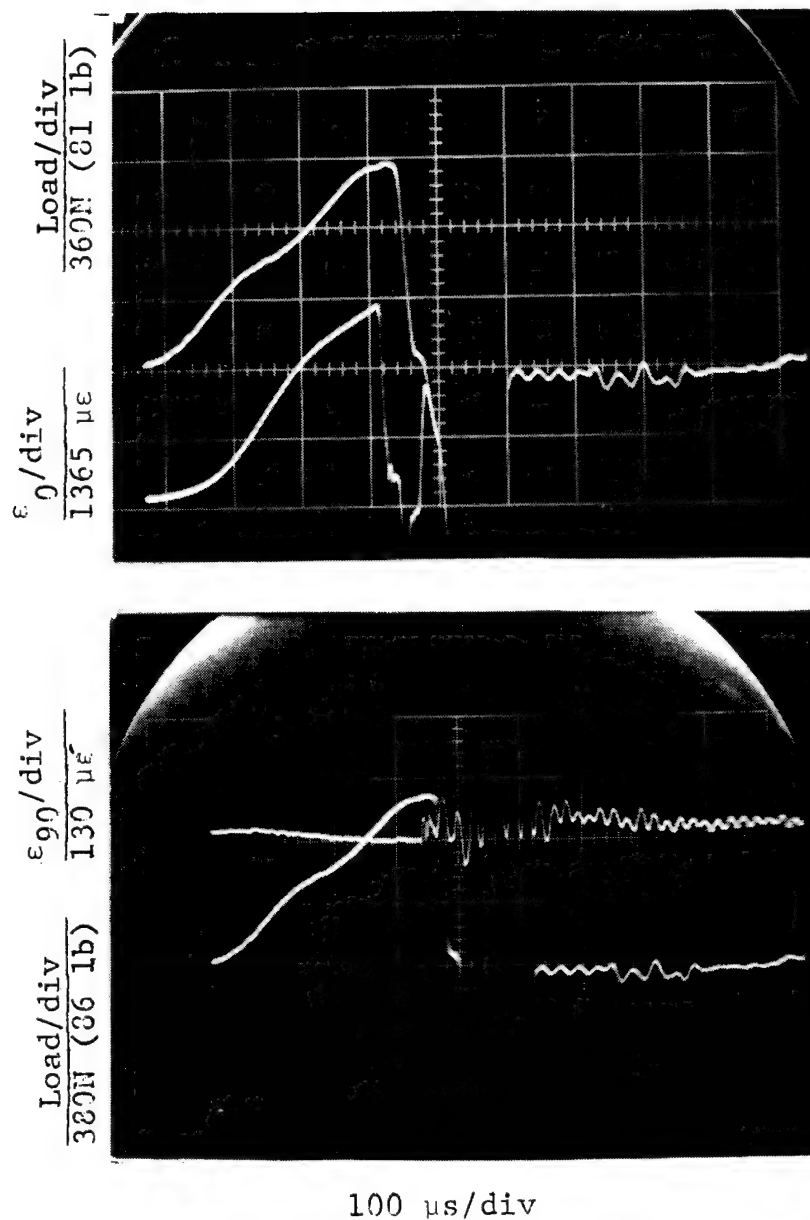 Load/div
360N (81 lb)
ε0/div
1365 με
ε90/div
130 με
Load/div
380N (86 lb)
100 μs/div